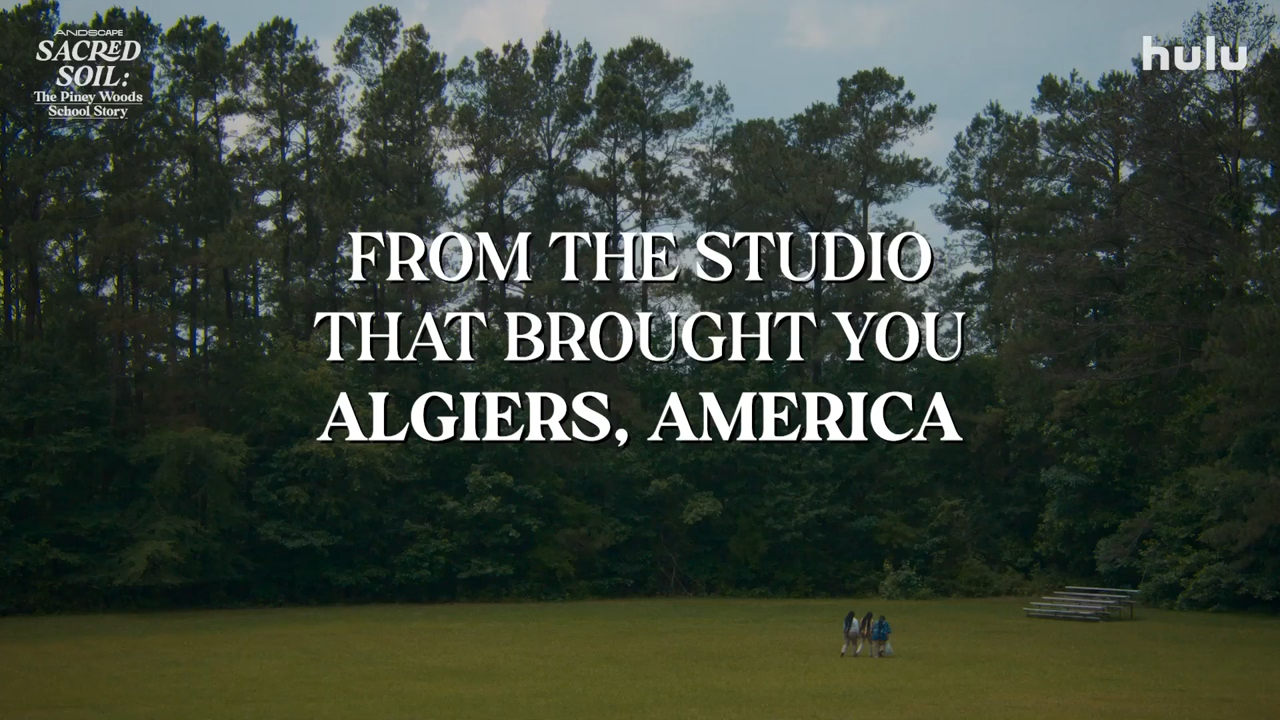 ANDSCAPE
SACRED
SOIL:
The Piney Woods
School Story
hulu
FROM THE STUDIO
THAT BROUGHT YOU
ALGIERS, AMERICA